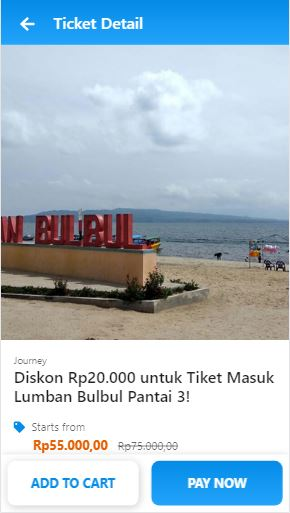 Ticket Detail
N BULBUL
Journey
Diskon Rp20.000 untuk Tiket Masuk
Lumban Bulbul Pantai 3!
Starts from
Rp55.000,00 Rp75.000,00
ADD TO CART PAY NOW